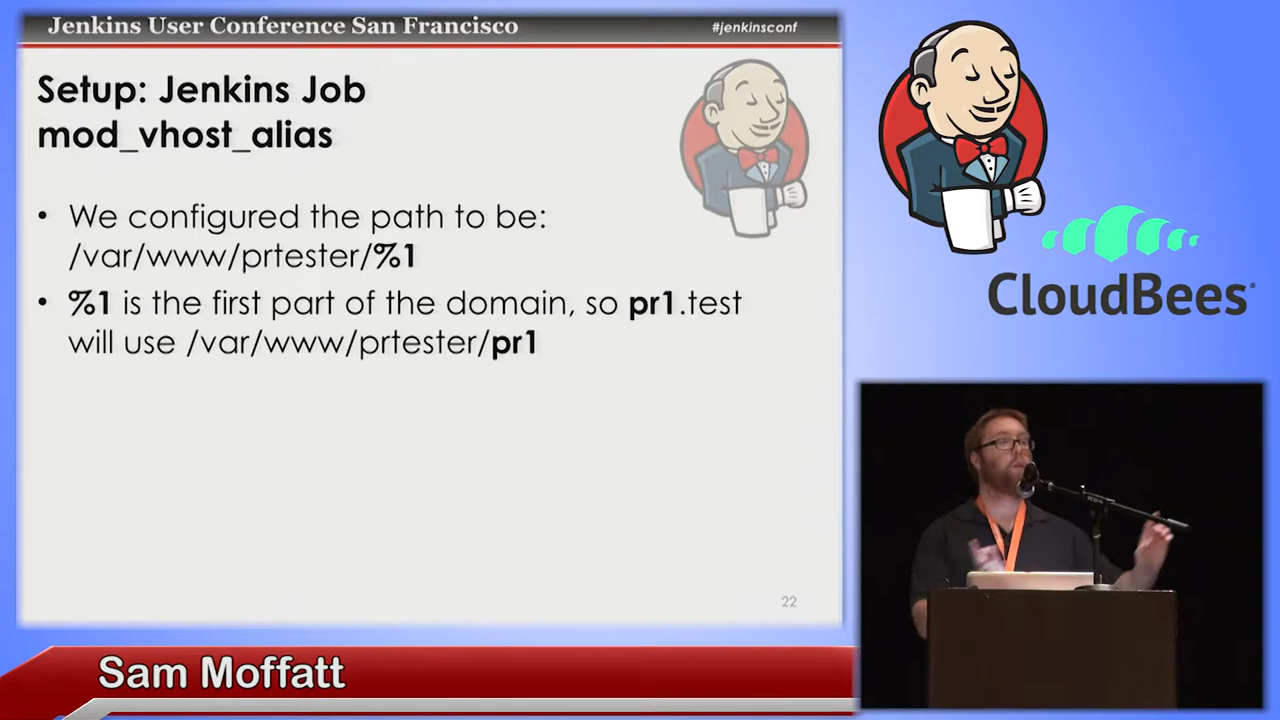 Jenkins User Conference San Francisco
#jenkinsconf
Setup: Jenkins Job
mod_vhost_alias
• We configured the path to be:
/var/www/prtester/%1
• %1 is the first part of the domain, so pr1.test
will use /var/www/prtester/pr1
22
CloudBees
Sam Moffatt